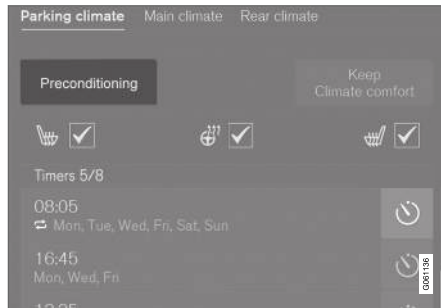 Parking climate Main climate Rear climate
Preconditioning
Keep
Climate comfort
Timers 5/8
08:05
Mon, Tue, Wed, Fri, Sat, Sun
16:45
Mon, Wed, Fri
G061136